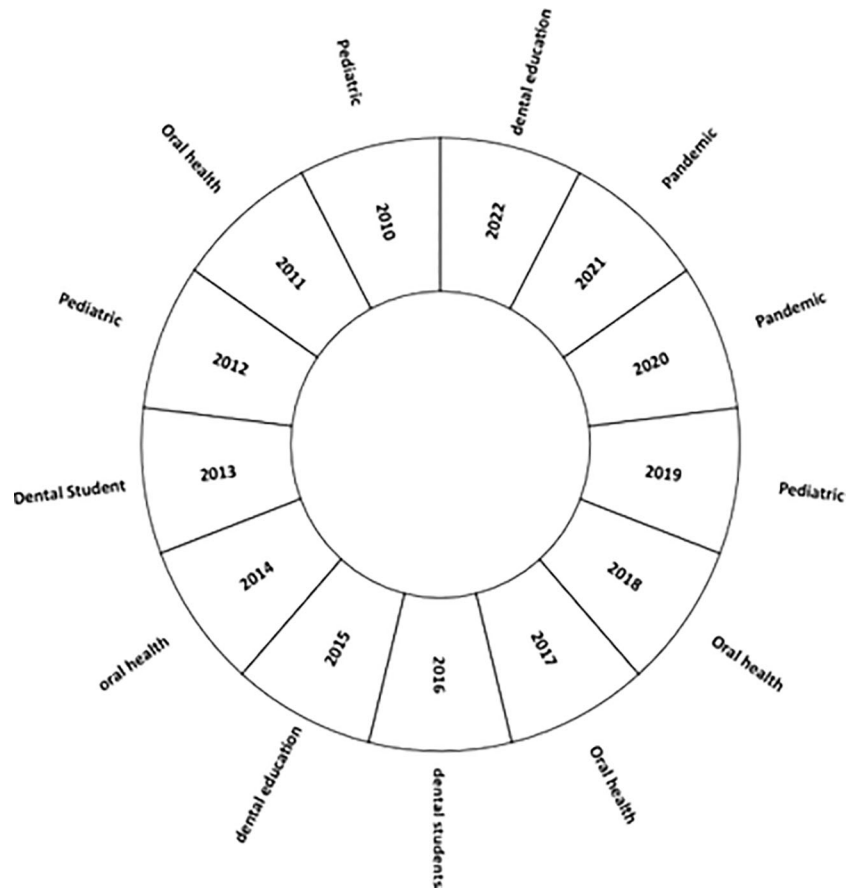 Pediatric
2010
Oral health
2011
Pediatric
2012
Dental Student
2013
oral health
2014
dental education
2015
dental students
2016
Oral health
2017
Oral health
2018
Pediatric
2019
Pandemic
2020
Pandemic
2021
dental education
2022